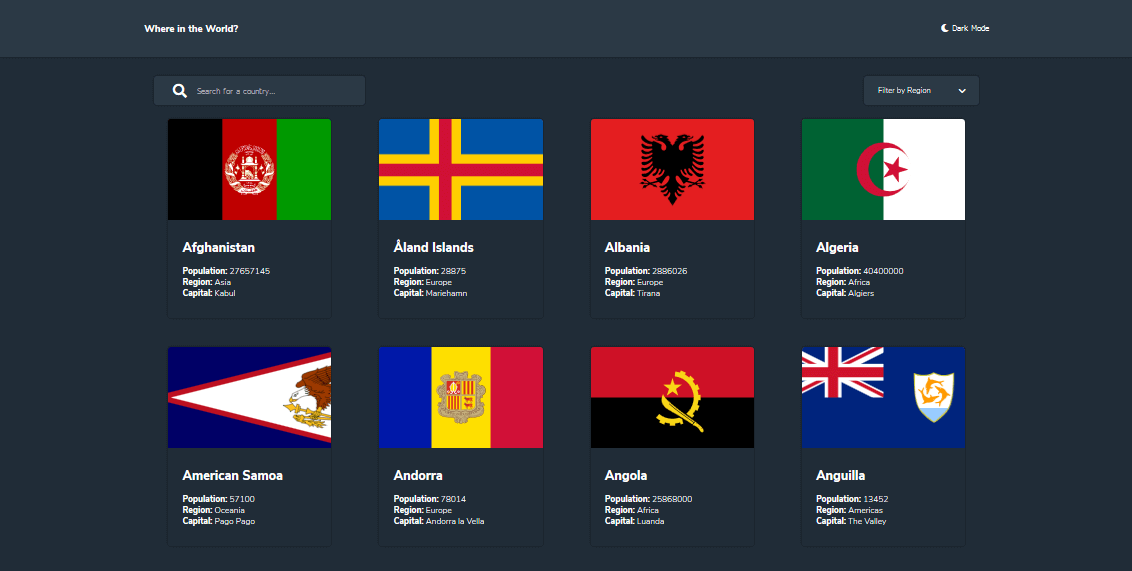 Where in the World?
Dark Mode
Search for a country...
Filter by Region
Afghanistan
Population: 27657145
Region: Asia
Capital: Kabul
Åland Islands
Population: 28875
Region: Europe
Capital: Mariehamn
Albania
Population: 2886026
Region: Europe
Capital: Tirana
Algeria
Population: 40400000
Region: Africa
Capital: Algiers
American Samoa
Population: 57100
Region: Oceania
Capital: Pago Pago
Andorra
Population: 78014
Region: Europe
Capital: Andorra la Vella
Angola
Population: 25868000
Region: Africa
Capital: Luanda
Anguilla
Population: 13452
Region: Americas
Capital: The Valley